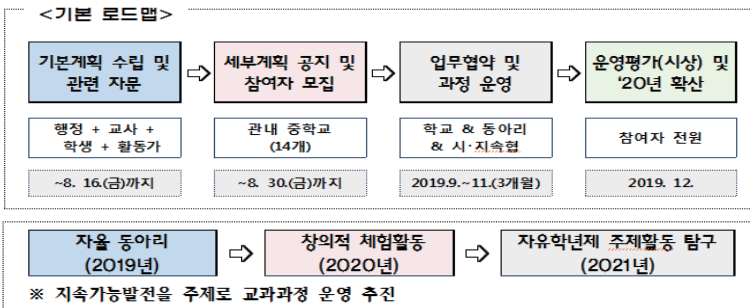 <기본 로드맵>
기본계획 수립 및 세부계획 공지 및 업무협약 및 운영평가(시상) 및
관련 자문 ⇨ 참여자 모집 ⇨ 과정 운영 ⇨ '20년 확산
행정 + 교사 + 관내 중학교 학교 & 동아리 참여자 전원
학생 + 활동가 (14개) & 시·지속협
~8. 16.(금)까지 ~8. 30.(금)까지 2019.9.~11.(3개월) 2019. 12.
자율 동아리 ⇨ 창의적 체험활동 ⇨ 자유학년제 주제활동 탐구
(2019년) (2020년) (2021년)
※ 지속가능발전을 주제로 교과과정 운영 추진